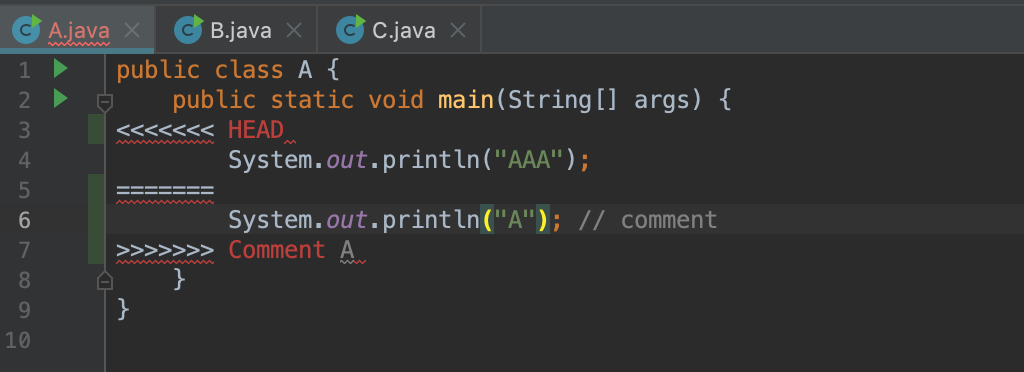 A.java B.java C.java
1 public class A {
2     public static void main(String[] args) {
3 <<<<<<< HEAD
4         System.out.println("AAA");
5 =======
6         System.out.println("A"); // comment
7 >>>>>>> Comment A
8     }
9 }
10